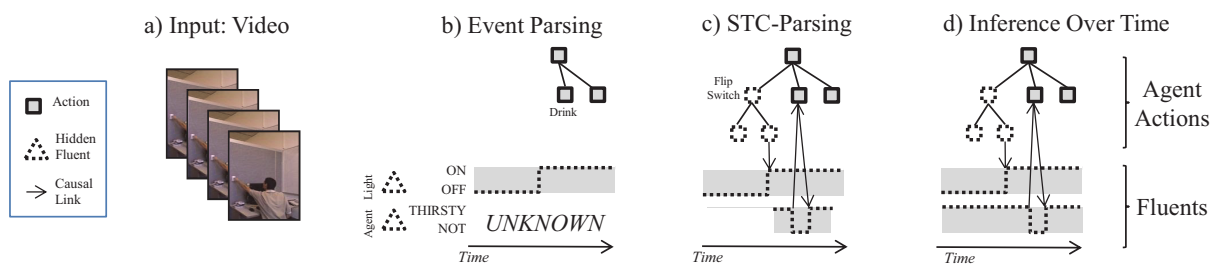 a) Input: Video
b) Event Parsing
c) STC-Parsing
d) Inference Over Time
Action
Hidden
Fluent
Causal
Link
Drink
Flip
Switch
Agent
Actions
Light
ON
OFF
Agent
THIRSTY
NOT
UNKNOWN
Fluents
Time
Time
Time